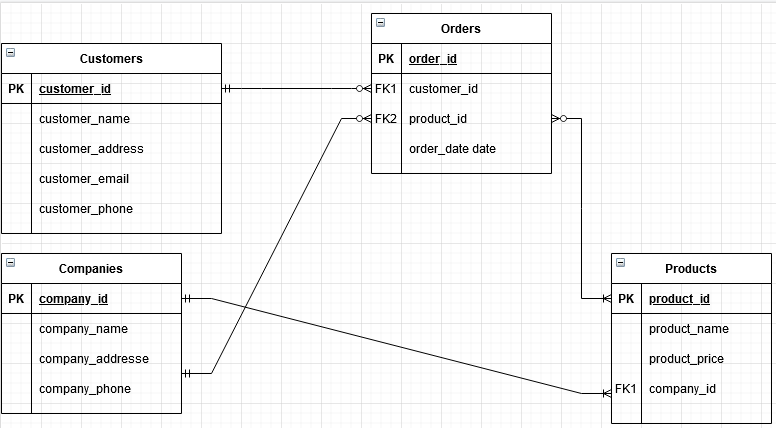 Customers
PK customer_id
customer_name
customer_address
customer_email
customer_phone
Orders
PK order_id
FK1 customer_id
FK2 product_id
order_date date
Companies
PK company_id
company_name
company_addresse
company_phone
Products
PK product_id
product_name
product_price
FK1 company_id